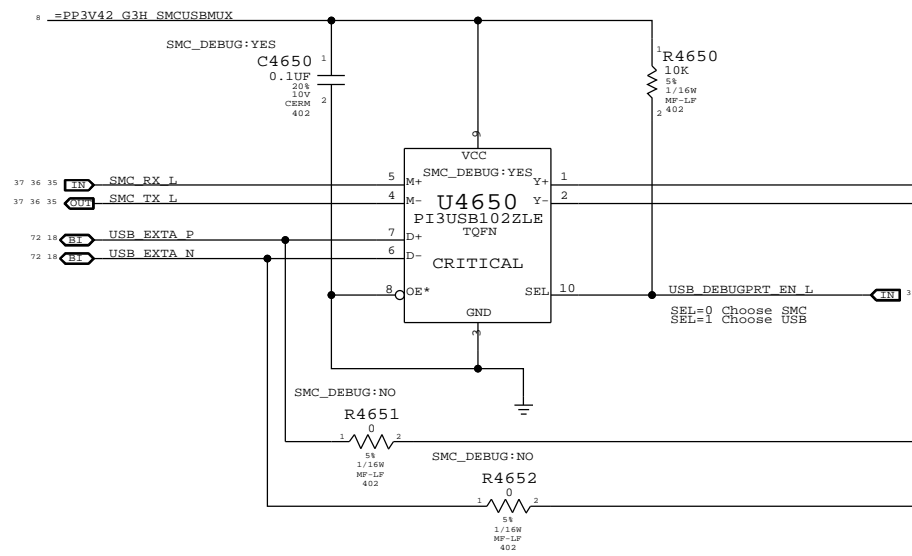 8 =PP3V42_G3H_SMCUSBMUX
SMC_DEBUG:YES
C4650
0.1UF
20%
10V
CERM
402
1
2
R4650
10K
5%
1/16W
MF-LF
402
1
2
9
VCC
SMC_DEBUG:YES
U4650
PI3USB102ZLE
TQFN
CRITICAL
GND
3
37 36 35 IN SMC_RX_L 5 M+
37 36 35 OUT SMC_TX_L 4 M-
72 18 BI USB_EXTA_P 7 D+
72 18 BI USB_EXTA_N 6 D-
8 OE*
Y+ 1
Y- 2
SEL 10 USB_DEBUGPRT_EN_L IN 3
SEL=0 Choose SMC
SEL=1 Choose USB
SMC_DEBUG:NO
R4651
0
1 2
5%
1/16W
MF-LF
402
SMC_DEBUG:NO
R4652
0
1 2
5%
1/16W
MF-LF
402